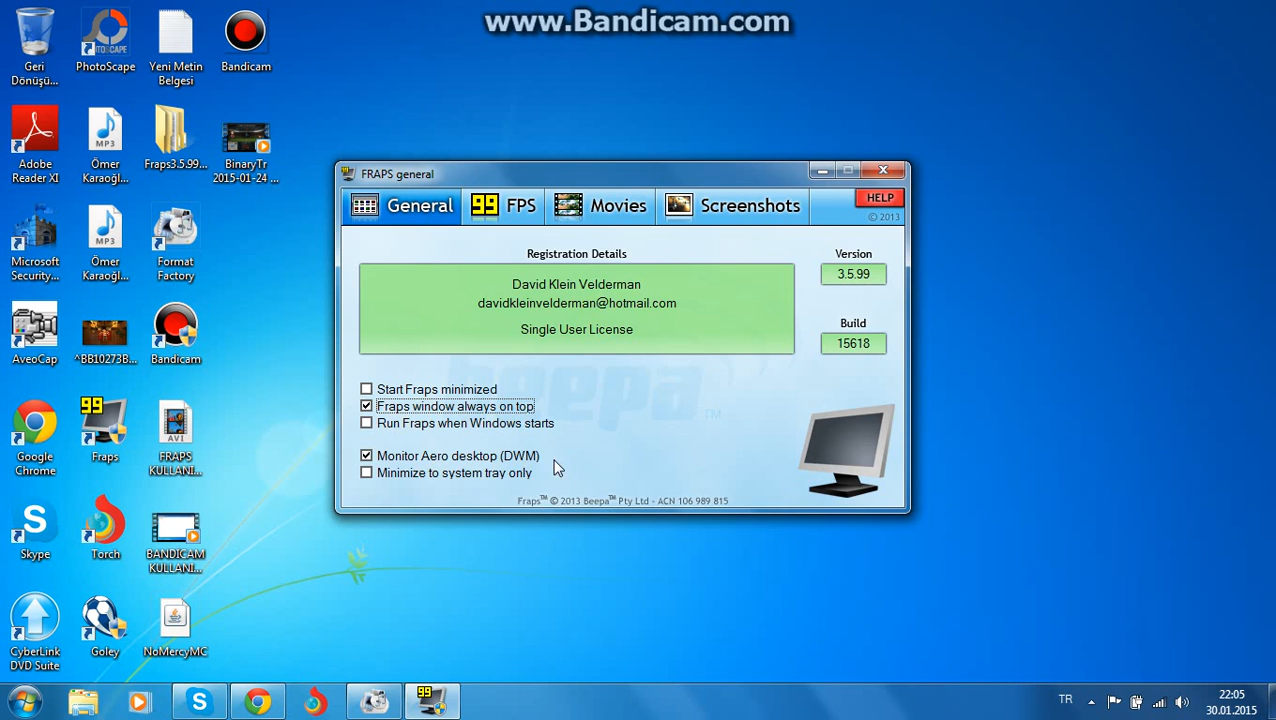 www.Bandicam.com
Geri Dönüşü...
PhotoScape
Yeni Metin Belgesi
Bandicam
Adobe Reader XI
Ömer Karaoğl...
Fraps3.5.99...
BinaryTr 2015-01-24 ...
Microsoft Security...
Ömer Karaoğl...
Format Factory
AveoCap
^BB10273B...
Bandicam
Google Chrome
Fraps
FRAPS KULLANI...
Skype
Torch
BANDICAM KULLANI...
CyberLink DVD Suite
Goley
NoMercyMC
99 FRAPS general
General
99 FPS
Movies
Screenshots
HELP
© 2013
Registration Details
David Klein Velderman
davidkleinvelderman@hotmail.com
Single User License
Version
3.5.99
Build
15618
Start Fraps minimized
Fraps window always on top
Run Fraps when Windows starts
Monitor Aero desktop (DWM)
Minimize to system tray only
beepa™
Fraps™ © 2013 Beepa™ Pty Ltd - ACN 106 989 815
TR
22:05
30.01.2015